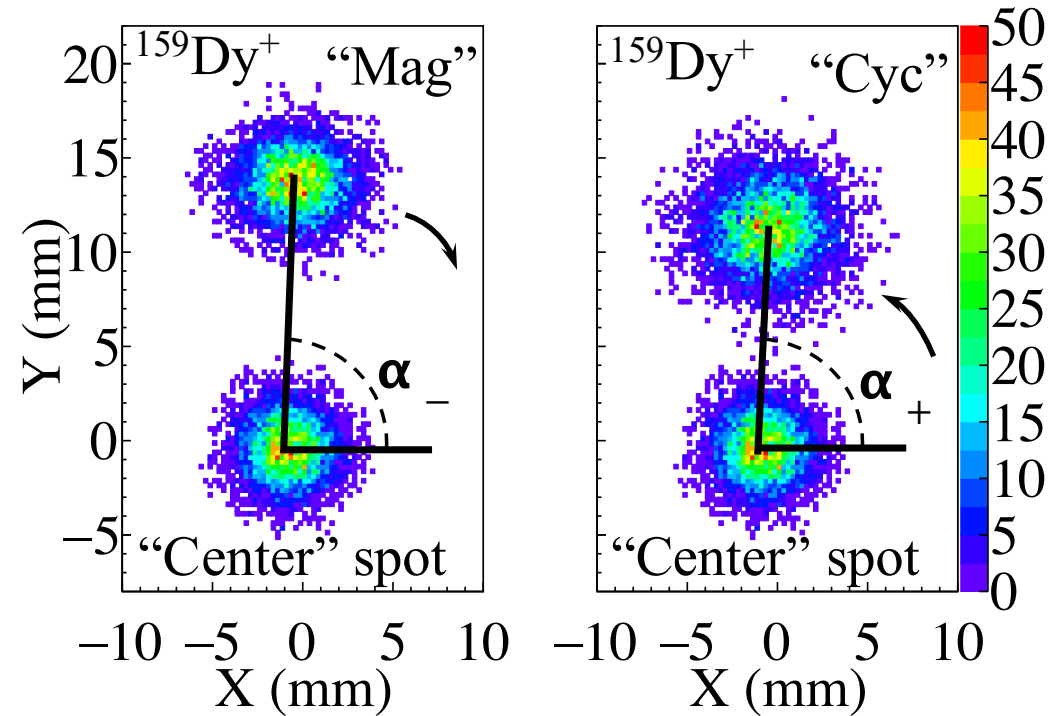 159Dy+
“Mag”
20
15
10
5
0
−5
Y (mm)
α −
“Center” spot
−10 −5 0 5 10
X (mm)
159Dy+
“Cyc”
α +
“Center” spot
−10 −5 0 5 10
X (mm)
50
45
40
35
30
25
20
15
10
5
0